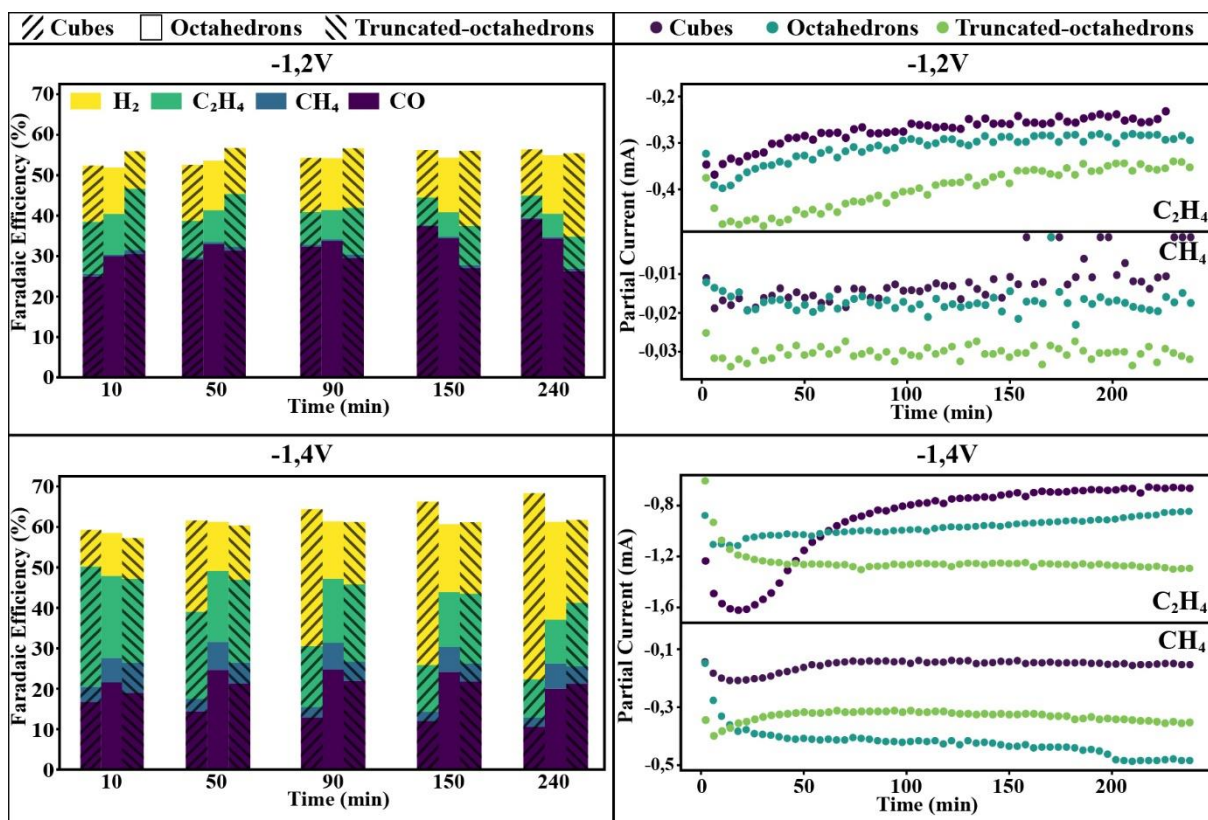 Cubes Octahedrons Truncated-octahedrons
-1,2V
H₂ C₂H₄ CH₄ CO
Faradaic Efficiency (%)
70
60
50
40
30
20
10
0
10 50 90 150 240
Time (min)
Cubes Octahedrons Truncated-octahedrons
-1,2V
Partial Current (mA)
-0,2
-0,3
-0,4
C₂H₄
CH₄
-0,01
-0,02
-0,03
0 50 100 150 200
Time (min)
-1,4V
Faradaic Efficiency (%)
70
60
50
40
30
20
10
0
10 50 90 150 240
Time (min)
-1,4V
Partial Current (mA)
-0,8
-1,2
-1,6
C₂H₄
CH₄
-0,1
-0,3
-0,5
0 50 100 150 200
Time (min)